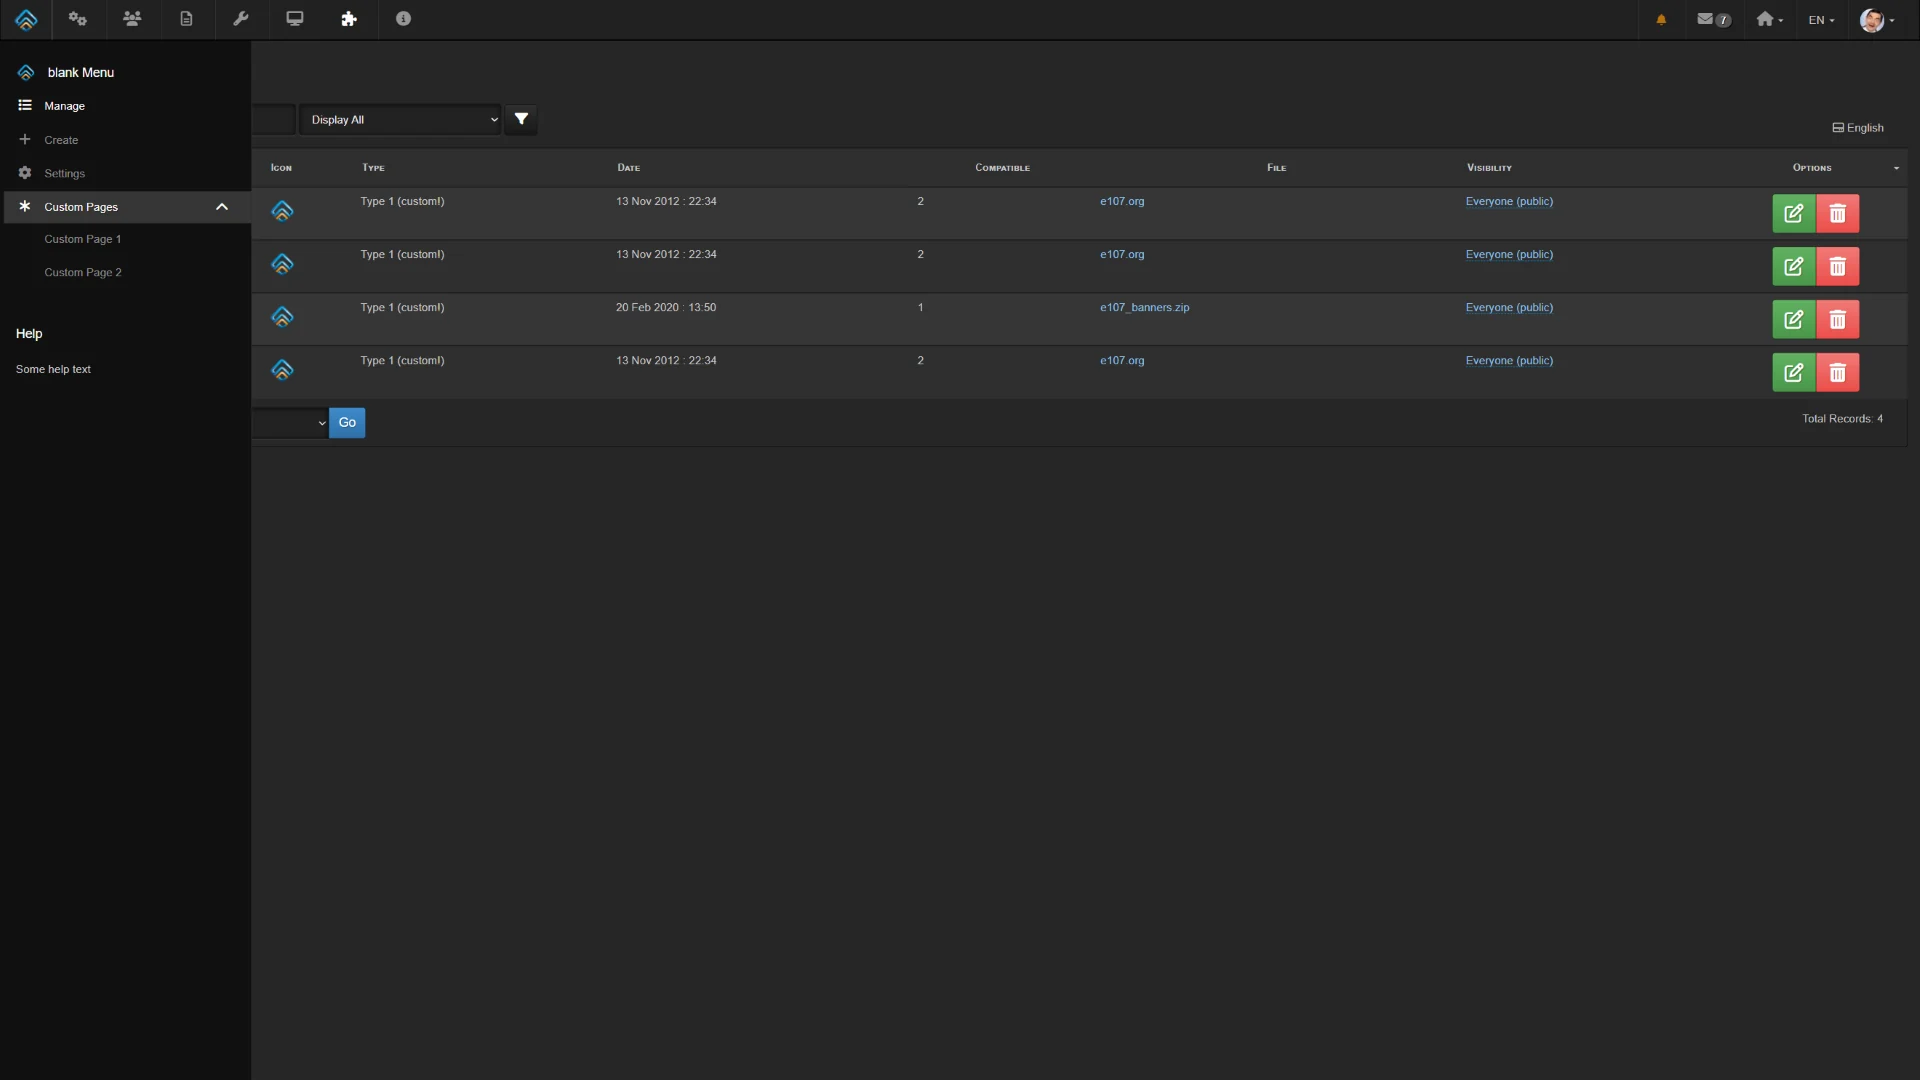 7
EN
blank Menu
Manage
Create
Settings
Custom Pages
Custom Page 1
Custom Page 2
Help
Some help text
Display All
English
Icon Type Date Compatible File Visibility Options
Type 1 (custom!) 13 Nov 2012 : 22:34 2 e107.org Everyone (public)
Type 1 (custom!) 13 Nov 2012 : 22:34 2 e107.org Everyone (public)
Type 1 (custom!) 20 Feb 2020 : 13:50 1 e107_banners.zip Everyone (public)
Type 1 (custom!) 13 Nov 2012 : 22:34 2 e107.org Everyone (public)
Go
Total Records: 4